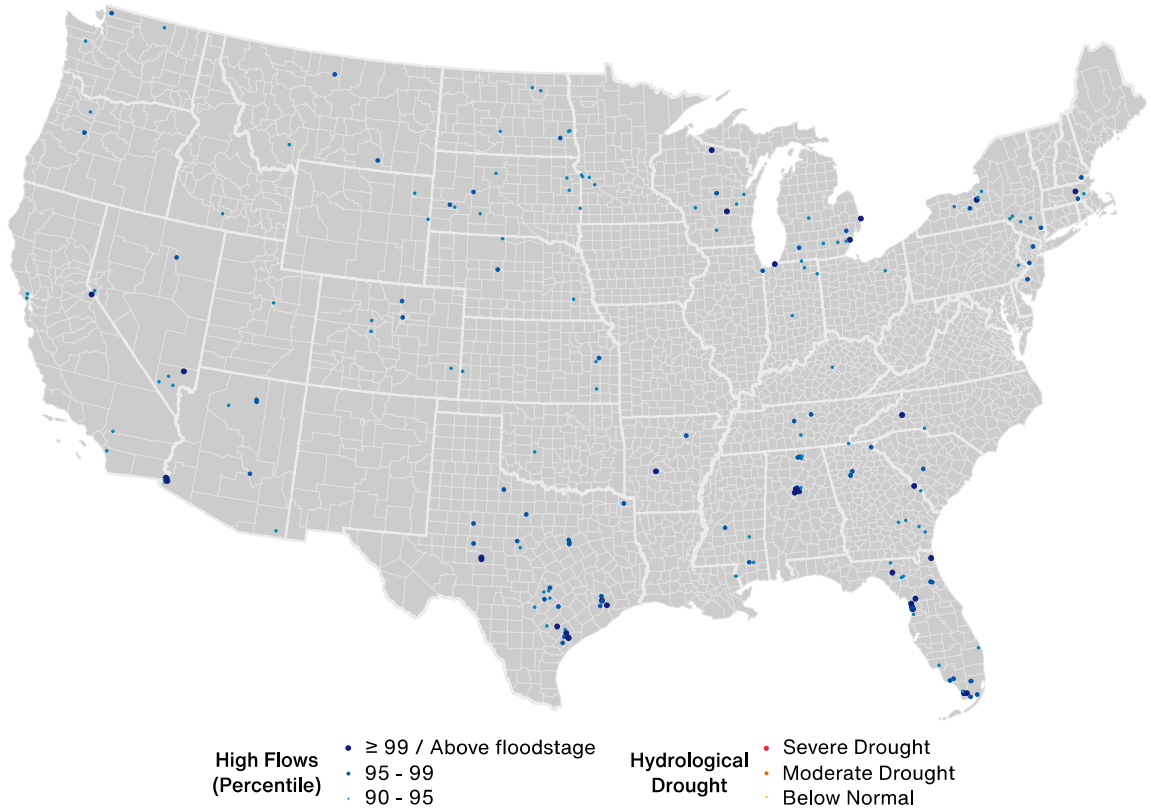 High Flows
(Percentile)
≥ 99 / Above floodstage
95 - 99
90 - 95
Hydrological
Drought
Severe Drought
Moderate Drought
Below Normal